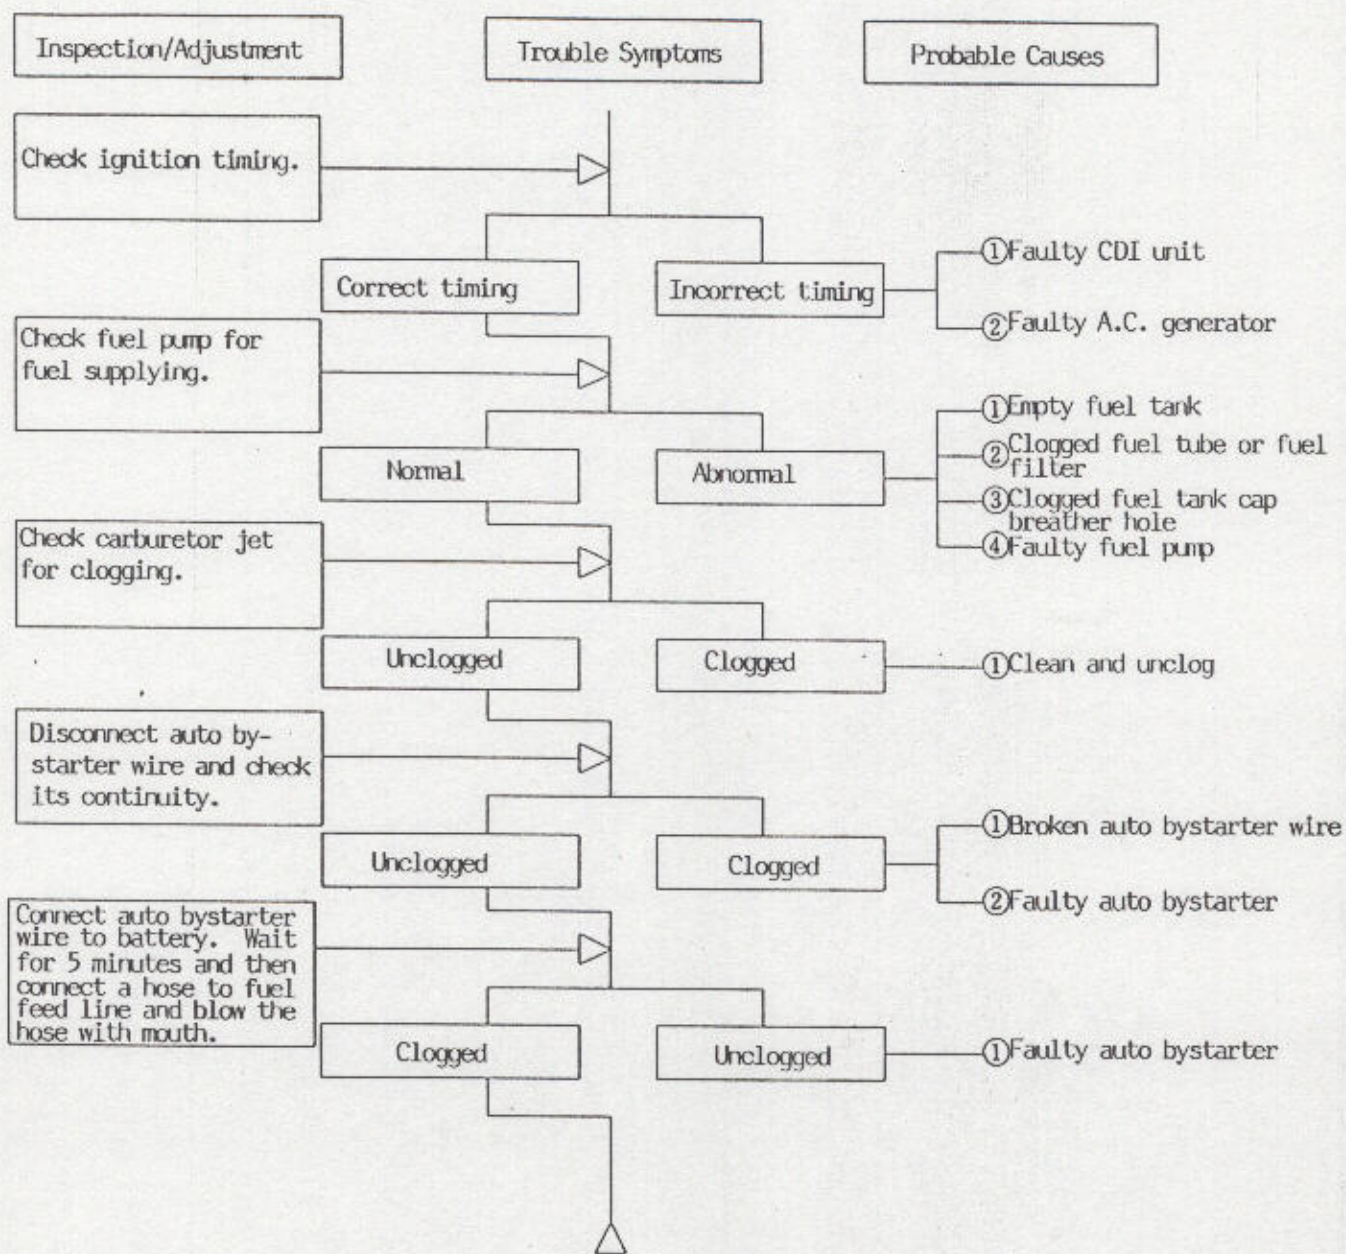 Inspection/Adjustment
Trouble Symptoms
Probable Causes
Check ignition timing.
Correct timing
Incorrect timing
①Faulty CDI unit
②Faulty A.C. generator
Check fuel pump for
fuel supplying.
Normal
Abnormal
①Empty fuel tank
②Clogged fuel tube or fuel
filter
③Clogged fuel tank cap
breather hole
④Faulty fuel pump
Check carburetor jet
for clogging.
Unclogged
Clogged
①Clean and unclog
Disconnect auto by-
starter wire and check
its continuity.
Unclogged
Clogged
①Broken auto bystarter wire
②Faulty auto bystarter
Connect auto bystarter
wire to battery. Wait
for 5 minutes and then
connect a hose to fuel
feed line and blow the
hose with mouth.
Clogged
Unclogged
①Faulty auto bystarter